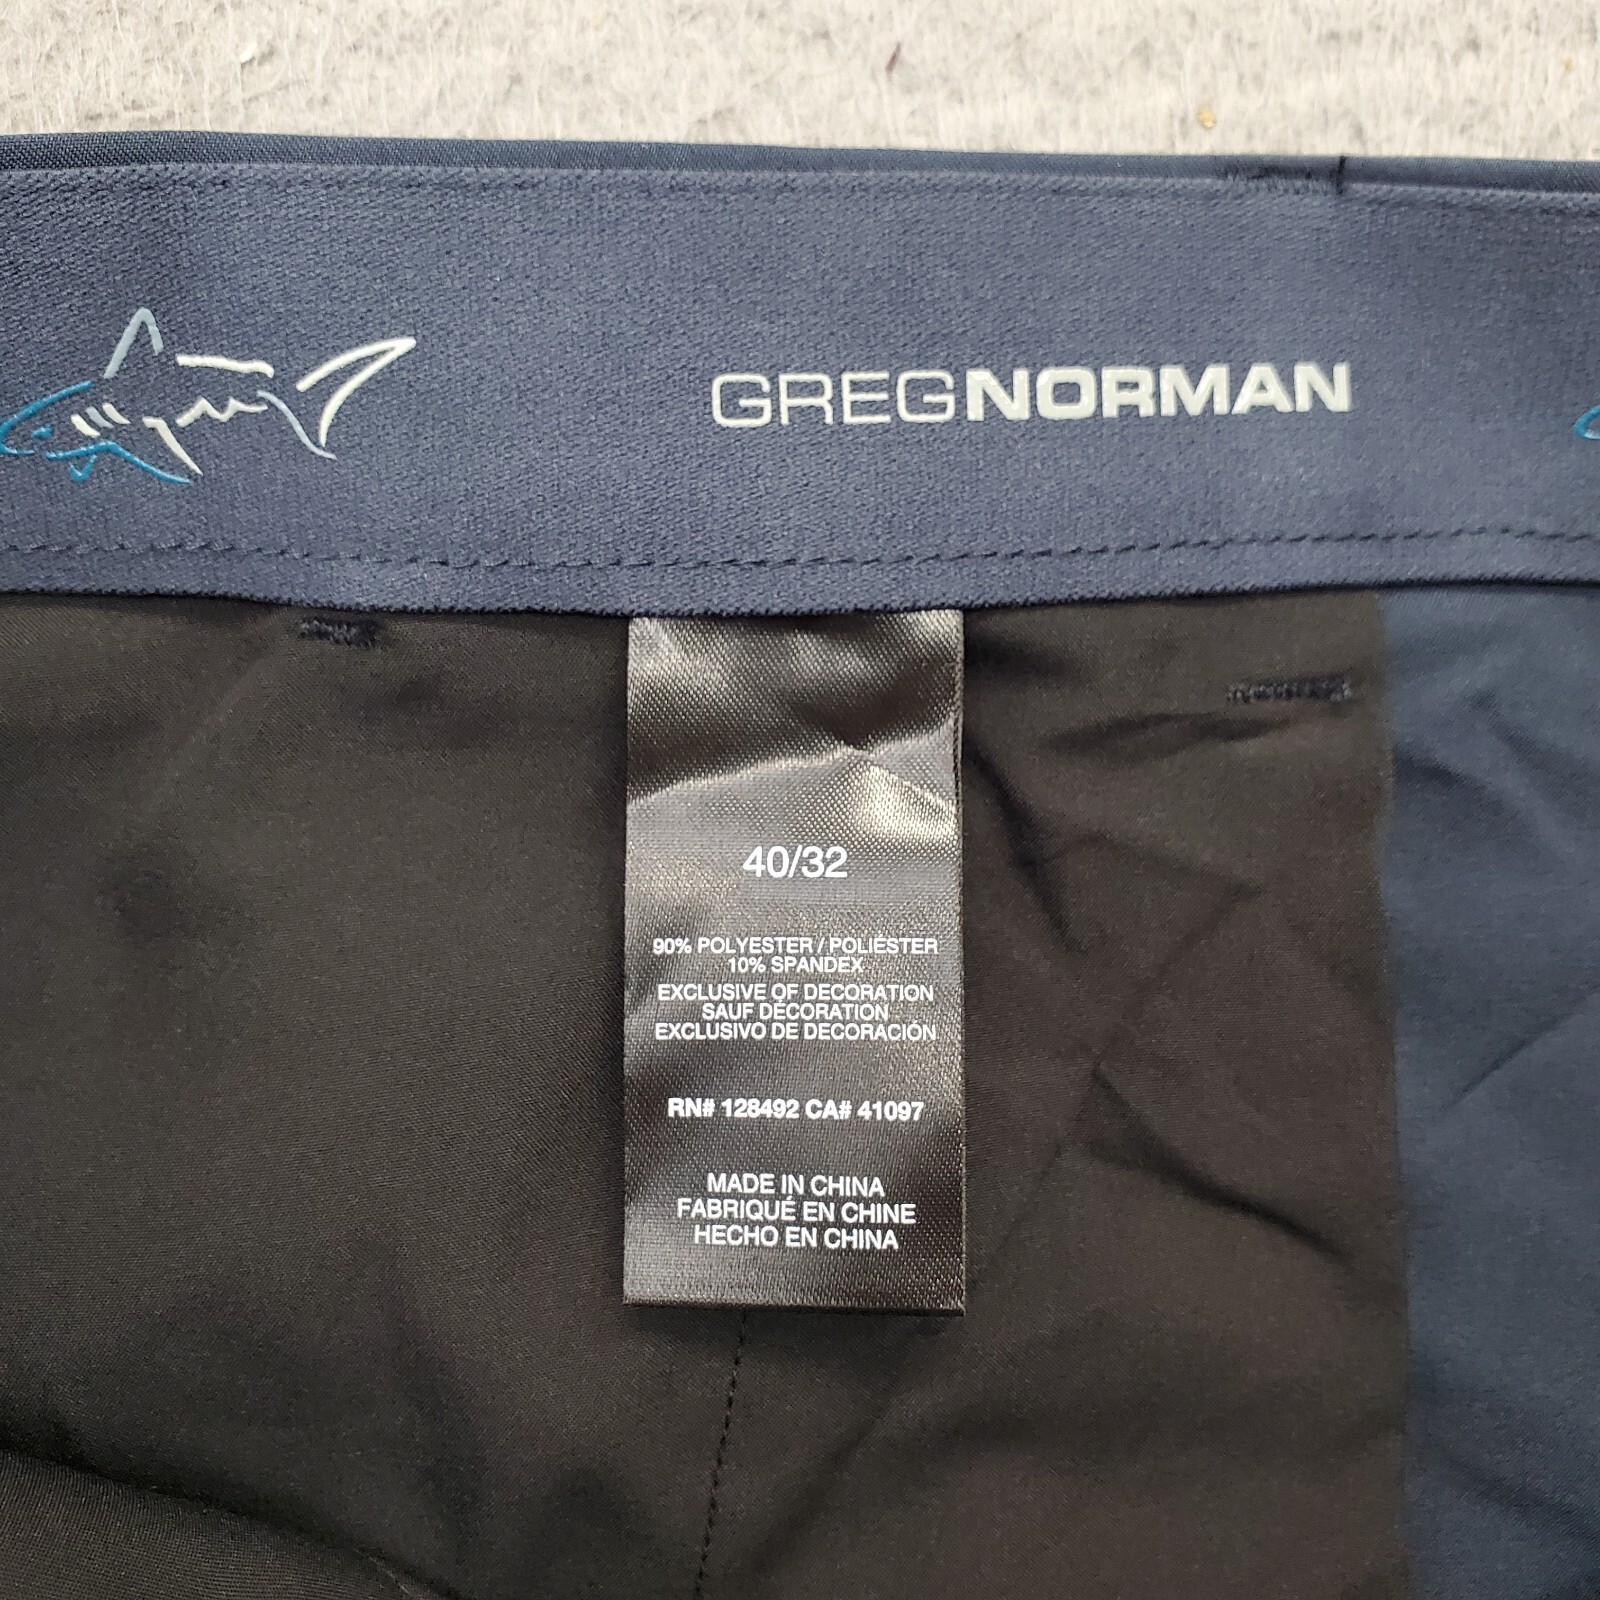 GREGNORMAN
40/32
90% POLYESTER / POLIÉSTER
10% SPANDEX
EXCLUSIVE OF DECORATION
SAUF DÉCORATION
EXCLUSIVO DE DECORACIÓN
RN# 128492 CA# 41097
MADE IN CHINA
FABRIQUÉ EN CHINE
HECHO EN CHINA